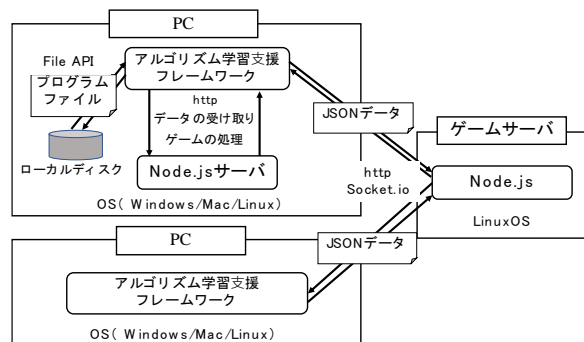 PC
File API
プログラム
ファイル
ローカルディスク
アルゴリズム学習支援
フレームワーク
http
データの受け取り
ゲームの処理
Node.jsサーバ
OS( Windows/Mac/Linux)
JSONデータ
ゲームサーバ
http
Socket.io
Node.js
LinuxOS
PC
JSONデータ
アルゴリズム学習支援
フレームワーク
OS( Windows/Mac/Linux)